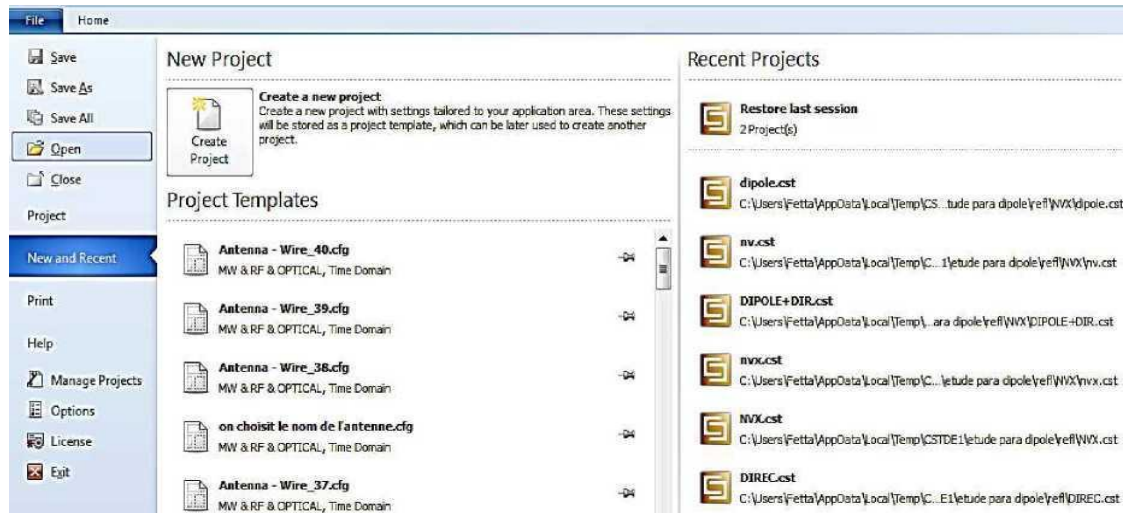 File Home
Save
Save As
Save All
Open
Close
Project
New and Recent
Print
Help
Manage Projects
Options
License
Exit
New Project
Create Project
Create a new project
Create a new project with settings tailored to your application area. These settings
will be stored as a project template, which can be later used to create another
project.
Project Templates
Antenna - Wire_40.cfg
MW & RF & OPTICAL, Time Domain
Antenna - Wire_39.cfg
MW & RF & OPTICAL, Time Domain
Antenna - Wire_38.cfg
MW & RF & OPTICAL, Time Domain
on choisit le nom de l'antenne.cfg
MW & RF & OPTICAL, Time Domain
Antenna - Wire_37.cfg
MW & RF & OPTICAL, Time Domain
Recent Projects
Restore last session
2 Project(s)
dipole.cst
C:\Users\Fetta\AppData\Local\Temp\CS...tude para dipole\refl\NVX\dipole.cst
nv.cst
C:\Users\Fetta\AppData\Local\Temp\C...1\etude para dipole\refl\NVX\nv.cst
DIPOLE+DIR.cst
C:\Users\Fetta\AppData\Local\Temp\...ara dipole\refl\NVX\DIPOLE+DIR.cst
nvx.cst
C:\Users\Fetta\AppData\Local\Temp\C...\etude para dipole\refl\NVX\nvx.cst
NVX.cst
C:\Users\Fetta\AppData\Local\Temp\CSTDE1\etude para dipole\refl\NVX.cst
DIREC.cst
C:\Users\Fetta\AppData\Local\Temp\C...E1\etude para dipole\refl\DIREC.cst